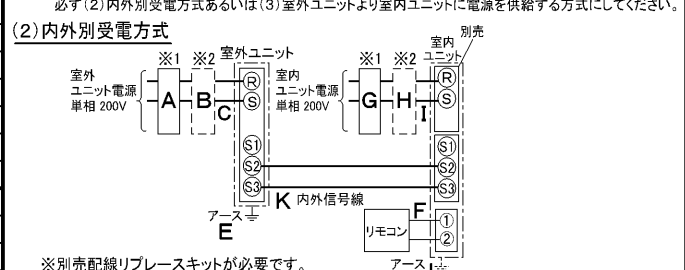 必ず(2)内外別受電方式あるいは(3)室外ユニットより室内ユニットに電源を供給する方式にしてください。
(2)内外別受電方式
別売
※1 ※2 室外ユニット
※1 ※2 室内ユニット
室外
ユニット電源
単相 200V
A B C
R
S
S1
S2
S3
室内
ユニット電源
単相 200V
G H I
R
S
S1
S2
S3
K 内外信号線
アース
E
F
リモコン
①
②
アース
※別売配線リプレースキットが必要です。